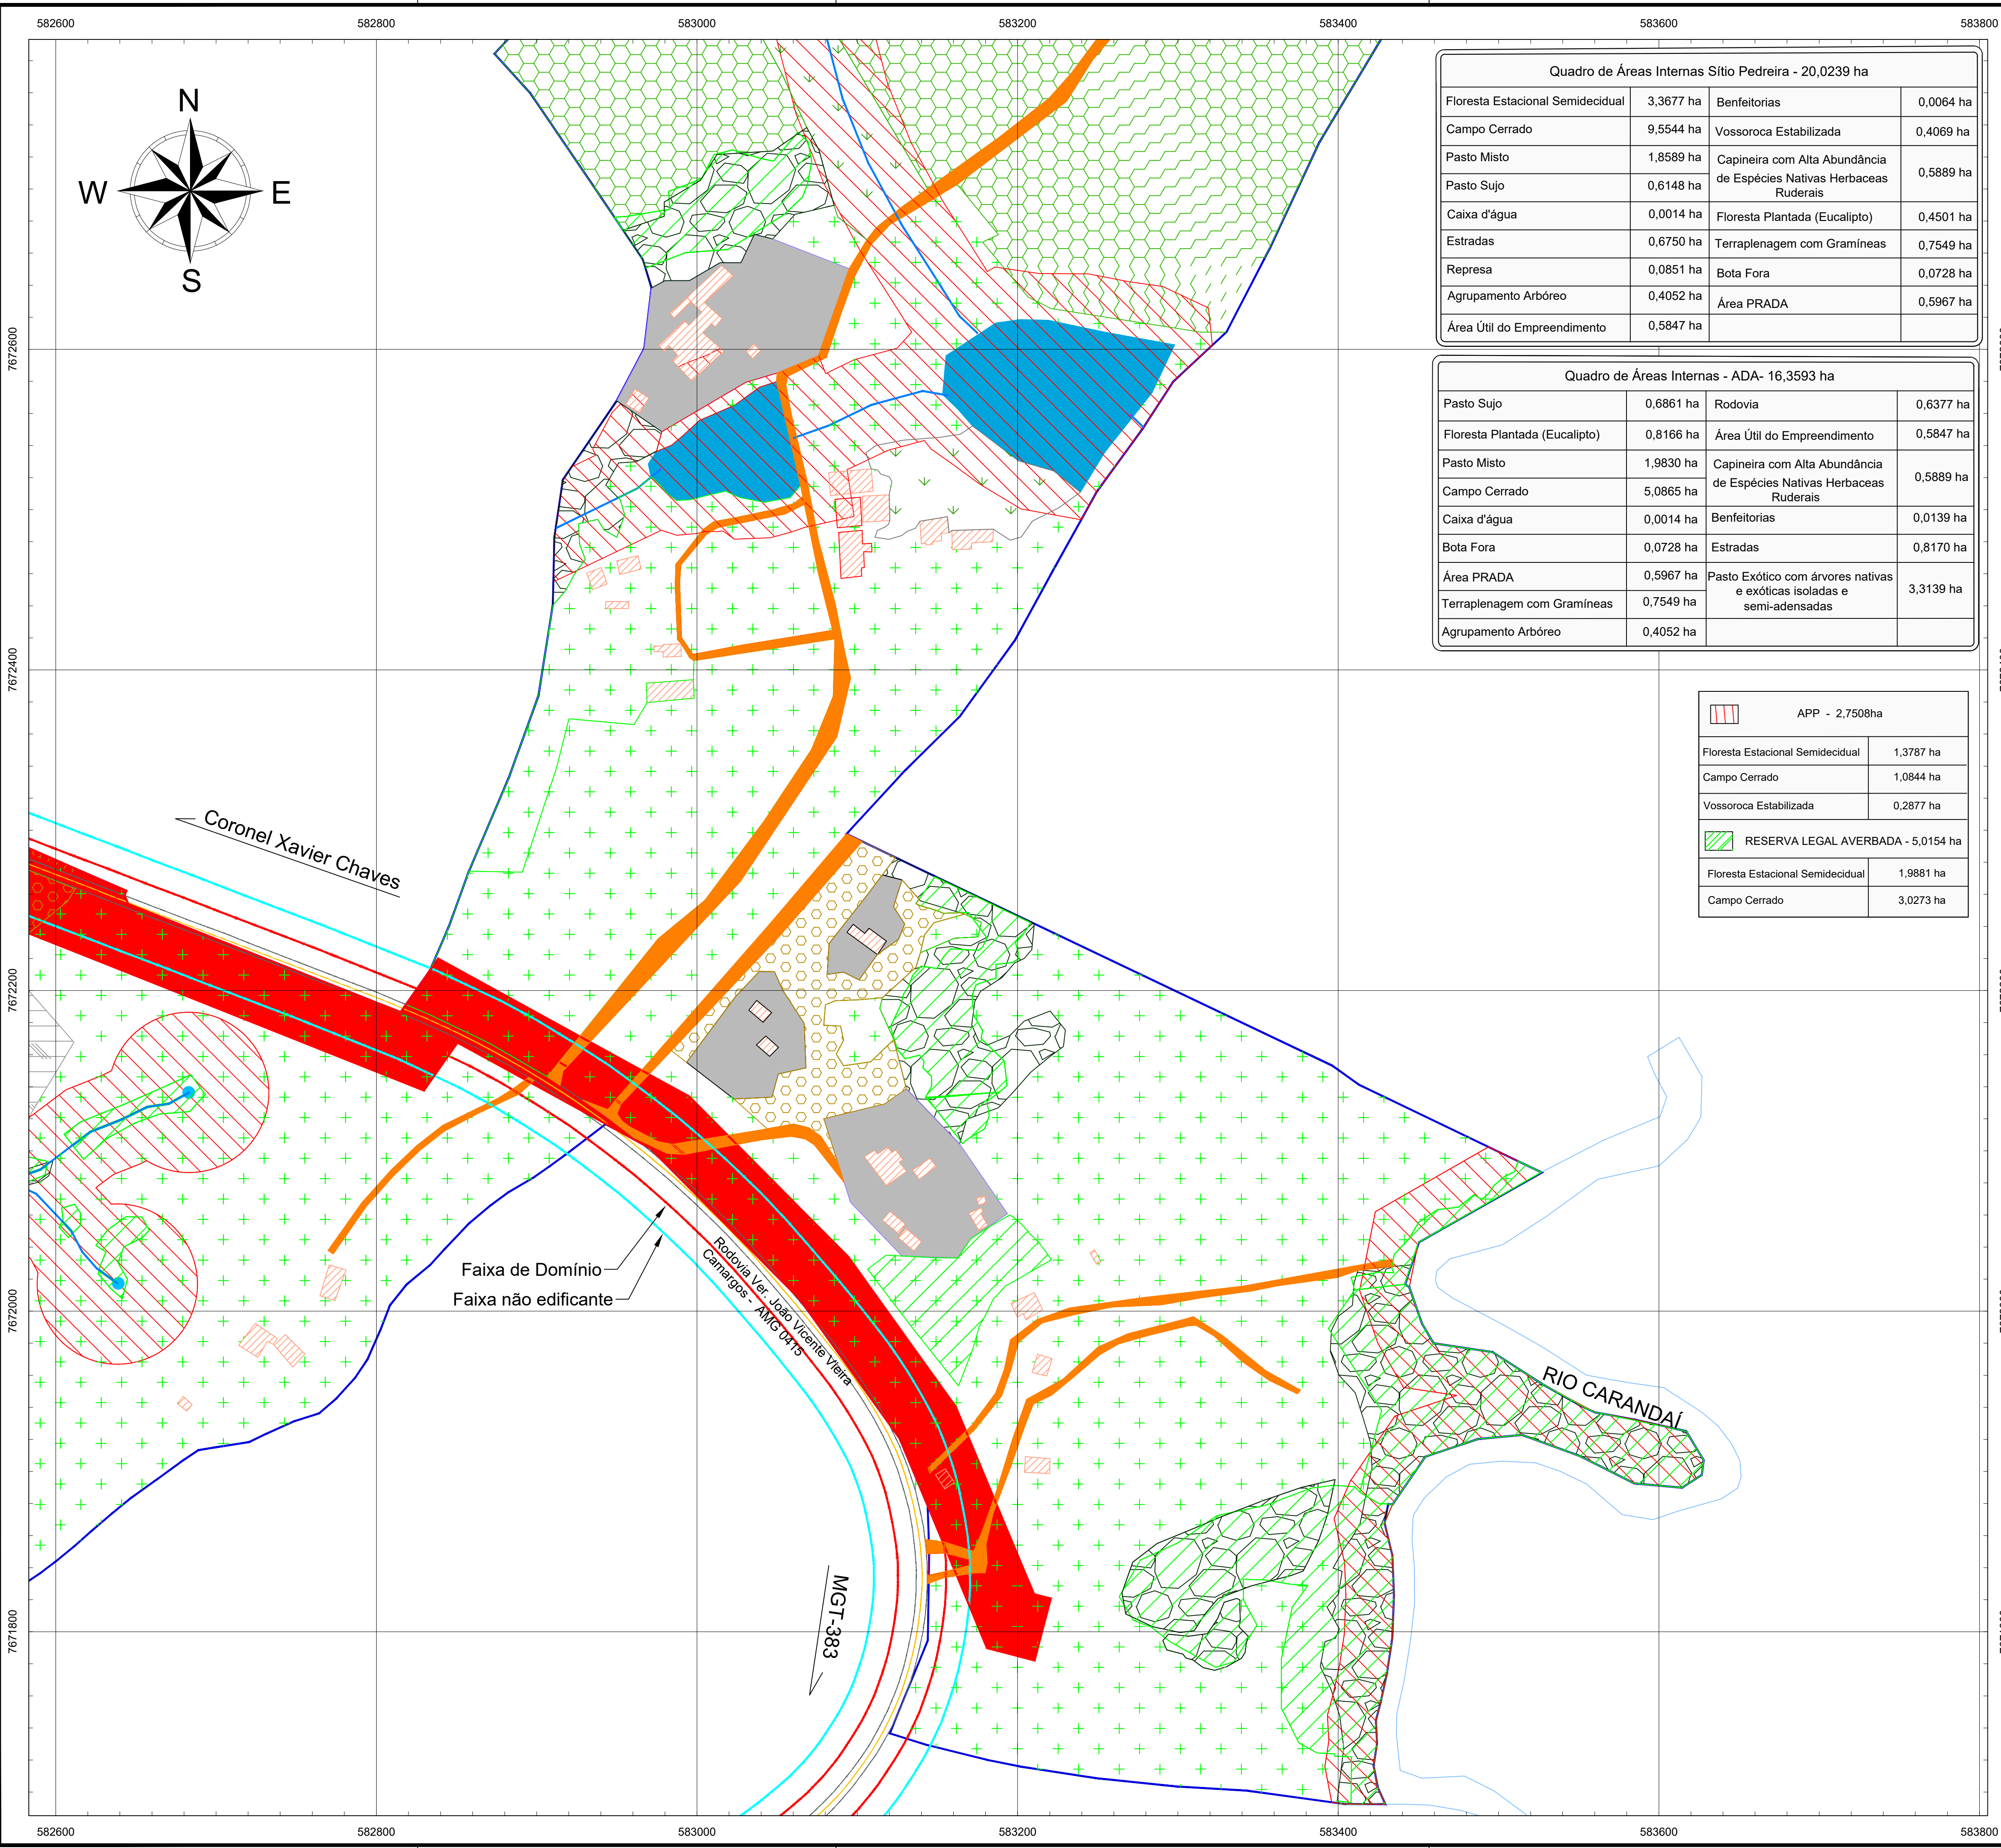 582600 582800 583000 583200 583400 583600 583800
N
W E
S
Quadro de Áreas Internas Sítio Pedreira - 20,0239 ha
Floresta Estacional Semidecidual 3,3677 ha Benfeitorias 0,0064 ha
Campo Cerrado 9,5544 ha Vossoroca Estabilizada 0,4069 ha
Pasto Misto 1,8589 ha Capineira com Alta Abundância
de Espécies Nativas Herbaceas 0,5889 ha
Pasto Sujo 0,6148 ha Ruderais
Caixa d'água 0,0014 ha Floresta Plantada (Eucalipto) 0,4501 ha
Estradas 0,6750 ha Terraplenagem com Gramíneas 0,7549 ha
Represa 0,0851 ha Bota Fora 0,0728 ha
Agrupamento Arbóreo 0,4052 ha Área PRADA 0,5967 ha
Área Útil do Empreendimento 0,5847 ha
Quadro de Áreas Internas - ADA- 16,3593 ha
Pasto Sujo 0,6861 ha Rodovia 0,6377 ha
Floresta Plantada (Eucalipto) 0,8166 ha Área Útil do Empreendimento 0,5847 ha
Pasto Misto 1,9830 ha Capineira com Alta Abundância
de Espécies Nativas Herbaceas 0,5889 ha
Campo Cerrado 5,0865 ha Ruderais
Caixa d'água 0,0014 ha Benfeitorias 0,0139 ha
Bota Fora 0,0728 ha Estradas 0,8170 ha
Área PRADA 0,5967 ha Pasto Exótico com árvores nativas
e exóticas isoladas e 3,3139 ha
Terraplenagem com Gramíneas 0,7549 ha semi-adensadas
Agrupamento Arbóreo 0,4052 ha
APP - 2,7508ha
Floresta Estacional Semidecidual 1,3787 ha
Campo Cerrado 1,0844 ha
Vossoroca Estabilizada 0,2877 ha
RESERVA LEGAL AVERBADA - 5,0154 ha
Floresta Estacional Semidecidual 1,9881 ha
Campo Cerrado 3,0273 ha
7672600
7672400
7672200
7672000
7671800
Coronel Xavier Chaves
Faixa de Domínio
Faixa não edificante
Rodovia Ver. João Vicente Vieira
Camargos - AMG 0415
RIO CARANDAÍ
MGT-383
582600 582800 583000 583200 583400 583600 583800